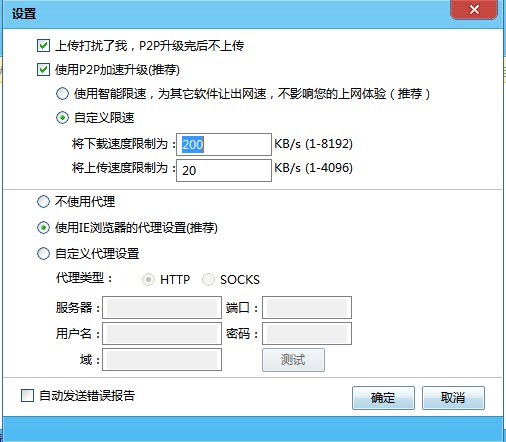 设置
上传打扰了我，P2P升级完后不上传
使用P2P加速升级(推荐)
使用智能限速，为其它软件让出网速，不影响您的上网体验（推荐）
自定义限速
将下载速度限制为：200 KB/s (1-8192)
将上传速度限制为：20 KB/s (1-4096)
不使用代理
使用IE浏览器的代理设置(推荐)
自定义代理设置
代理类型： HTTP SOCKS
服务器： 端口：
用户名： 密码：
域： 测试
自动发送错误报告 确定 取消